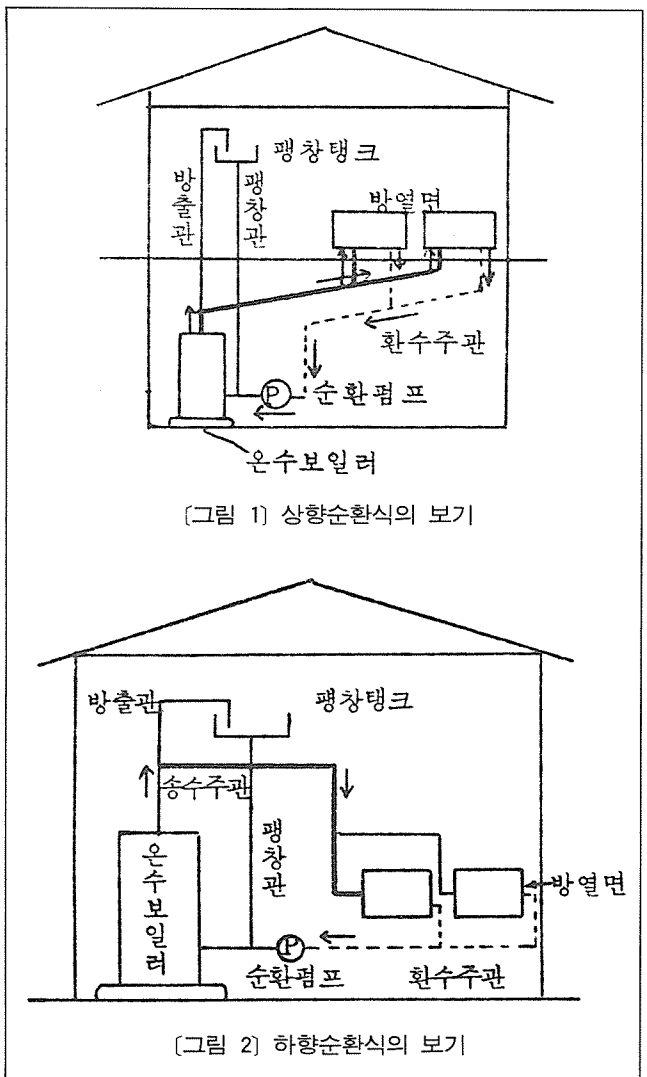 팽창탱크
방출관
팽창관
방열면
환수주관
P
순환펌프
온수보일러
[그림 1] 상향순환식의 보기
방출관
팽창탱크
송수주관
온수보일러
팽창관
방열면
P
순환펌프
환수주관
[그림 2] 하향순환식의 보기